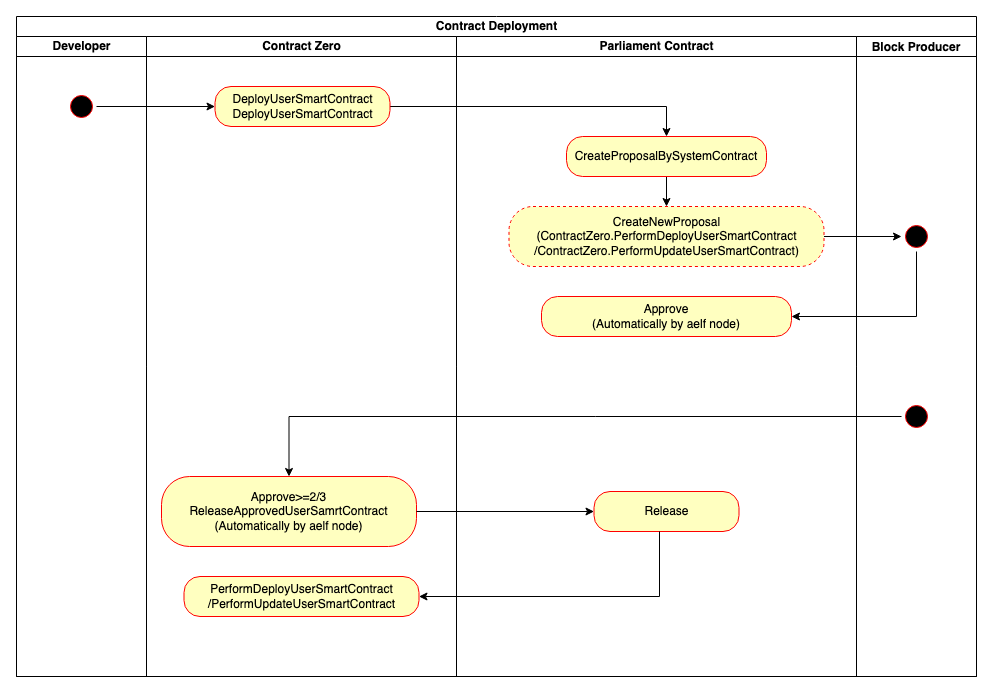 Contract Deployment
Developer
Contract Zero
Parliament Contract
Block Producer
DeployUserSmartContract
DeployUserSmartContract
CreateProposalBySystemContract
CreateNewProposal
(ContractZero.PerformDeployUserSmartContract
/ContractZero.PerformUpdateUserSmartContract)
Approve
(Automatically by aelf node)
Approve>=2/3
ReleaseApprovedUserSamrtContract
(Automatically by aelf node)
Release
PerformDeployUserSmartContract
/PerformUpdateUserSmartContract